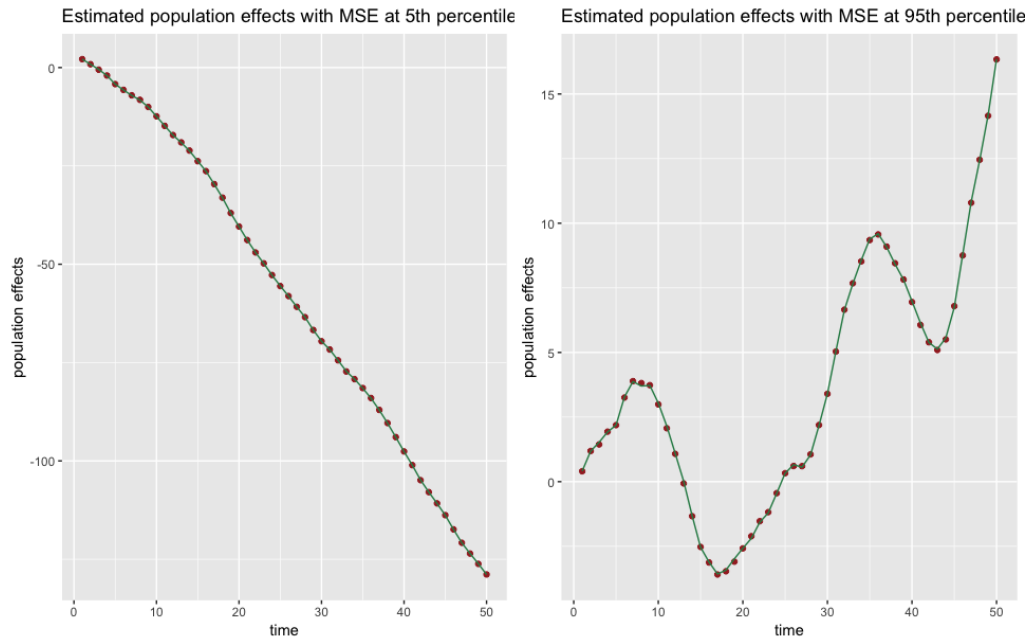 Estimated population effects with MSE at 5th percentile
0
-50
-100
population effects
0 10 20 30 40 50
time
Estimated population effects with MSE at 95th percentile
15
10
5
0
population effects
0 10 20 30 40 50
time